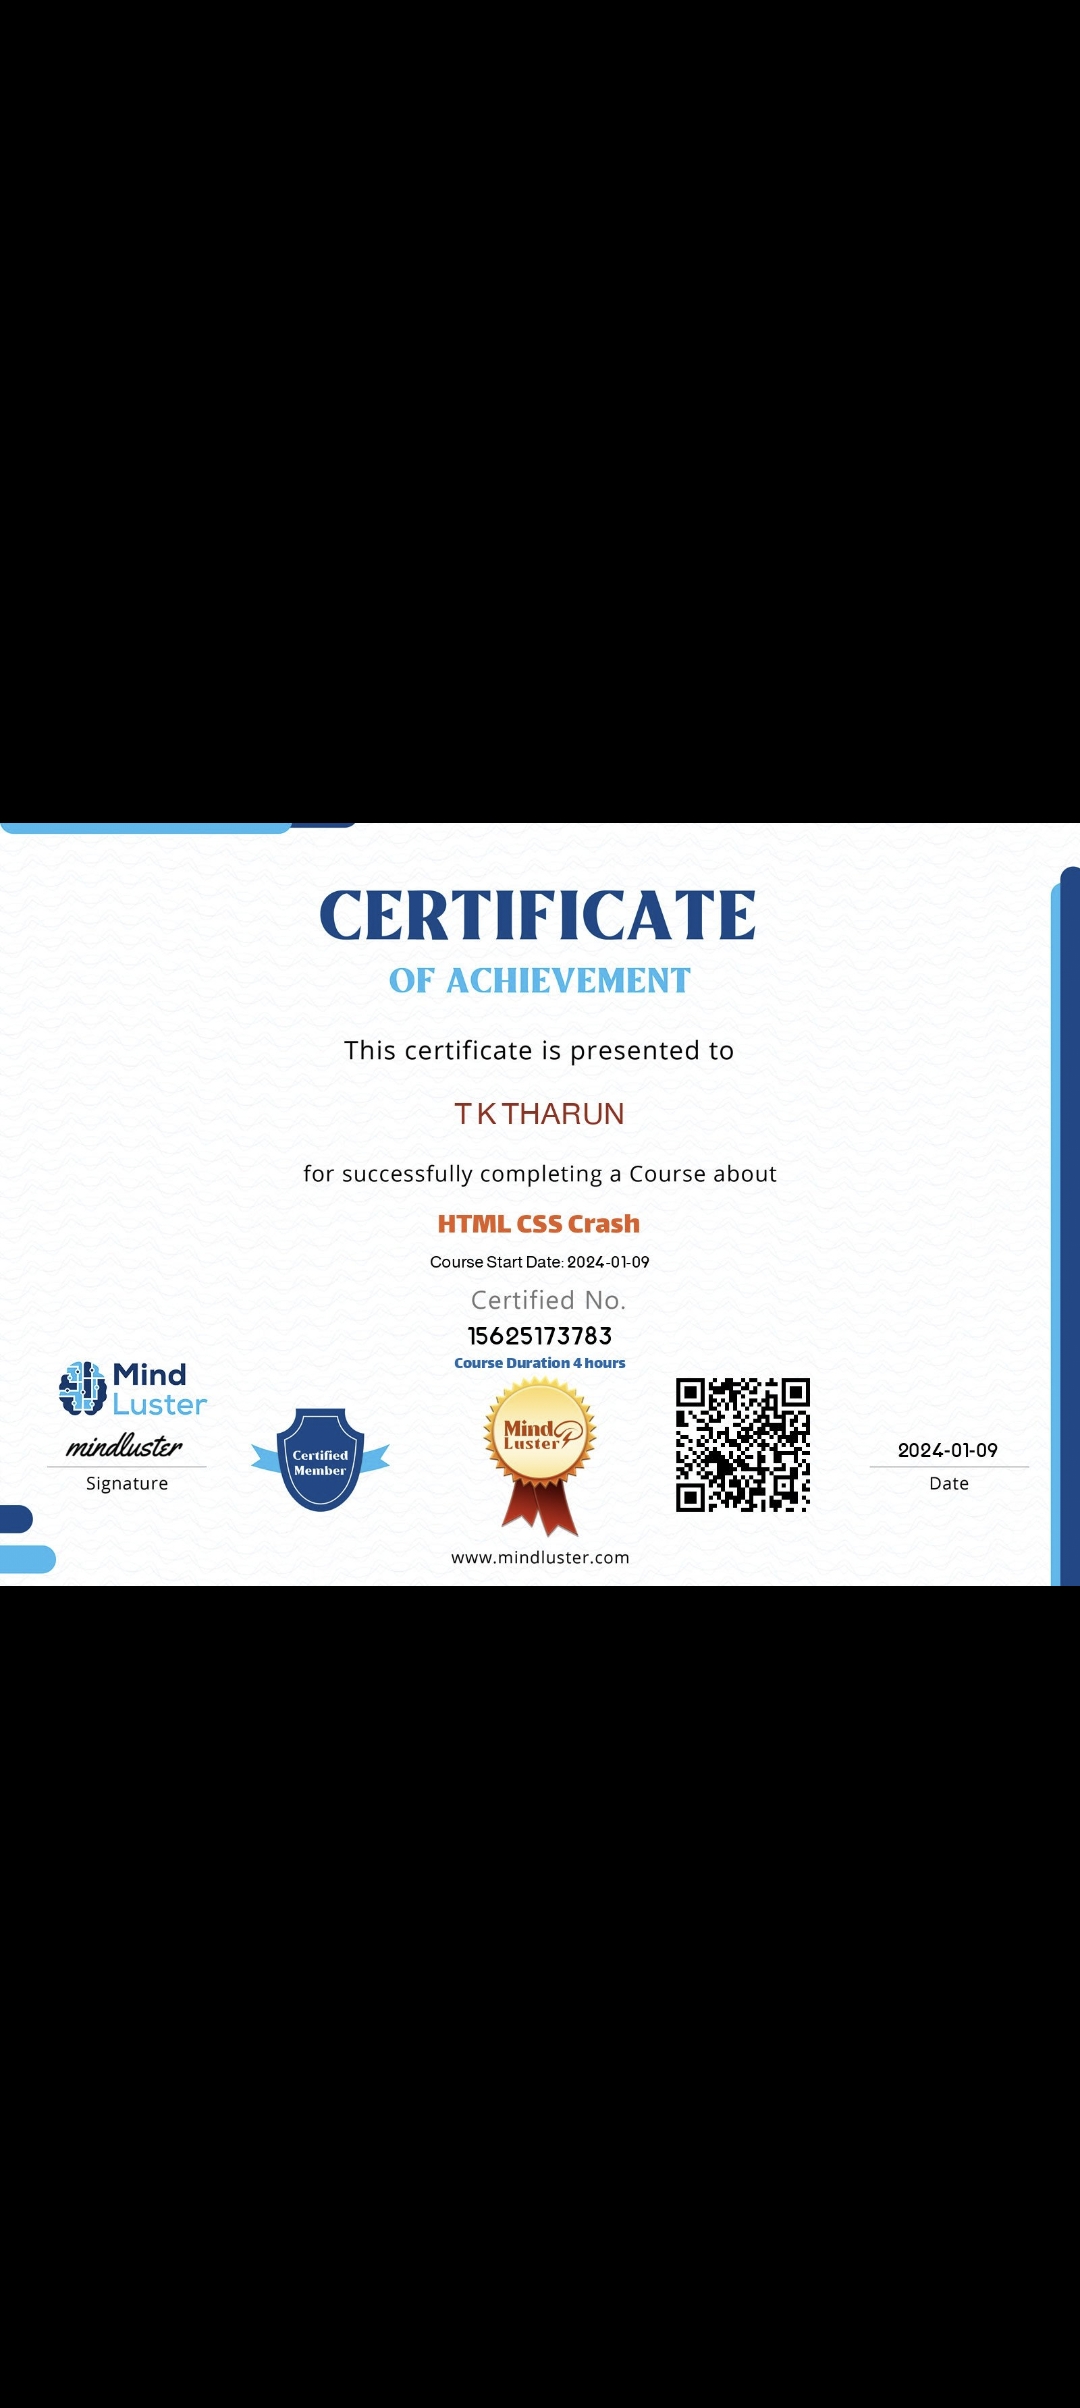 CERTIFICATE
OF ACHIEVEMENT
This certificate is presented to
T K THARUN
for successfully completing a Course about
HTML CSS Crash
Course Start Date: 2024-01-09
Certified No.
15625173783
Course Duration 4 hours
Mind
Luster
mindluster
Signature
Certified
Member
Mind
Luster
2024-01-09
Date
www.mindluster.com